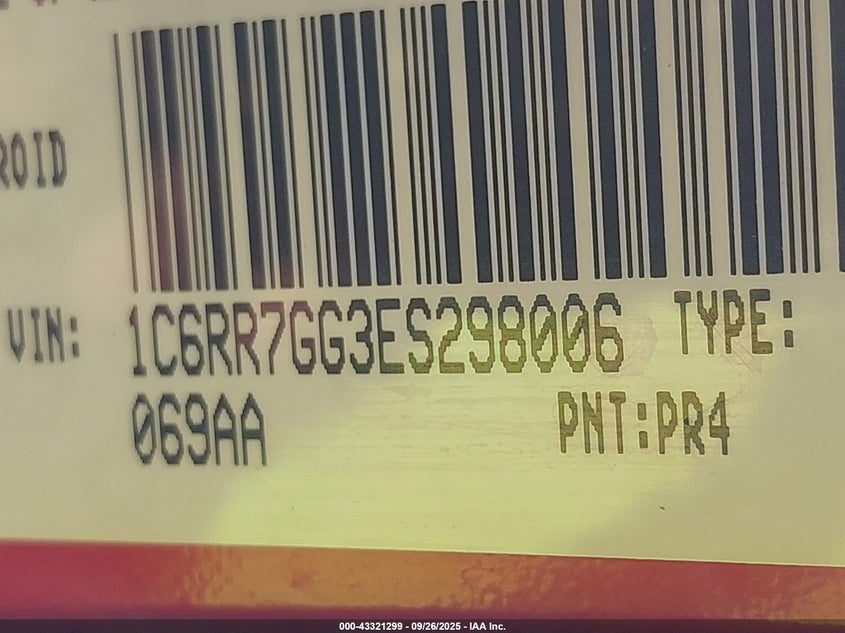 ROID
VIN: 1C6RR7GG3ES298006 TYPE:
069AA PNT:PR4
000-43321299 - 09/26/2025 - IAA Inc.